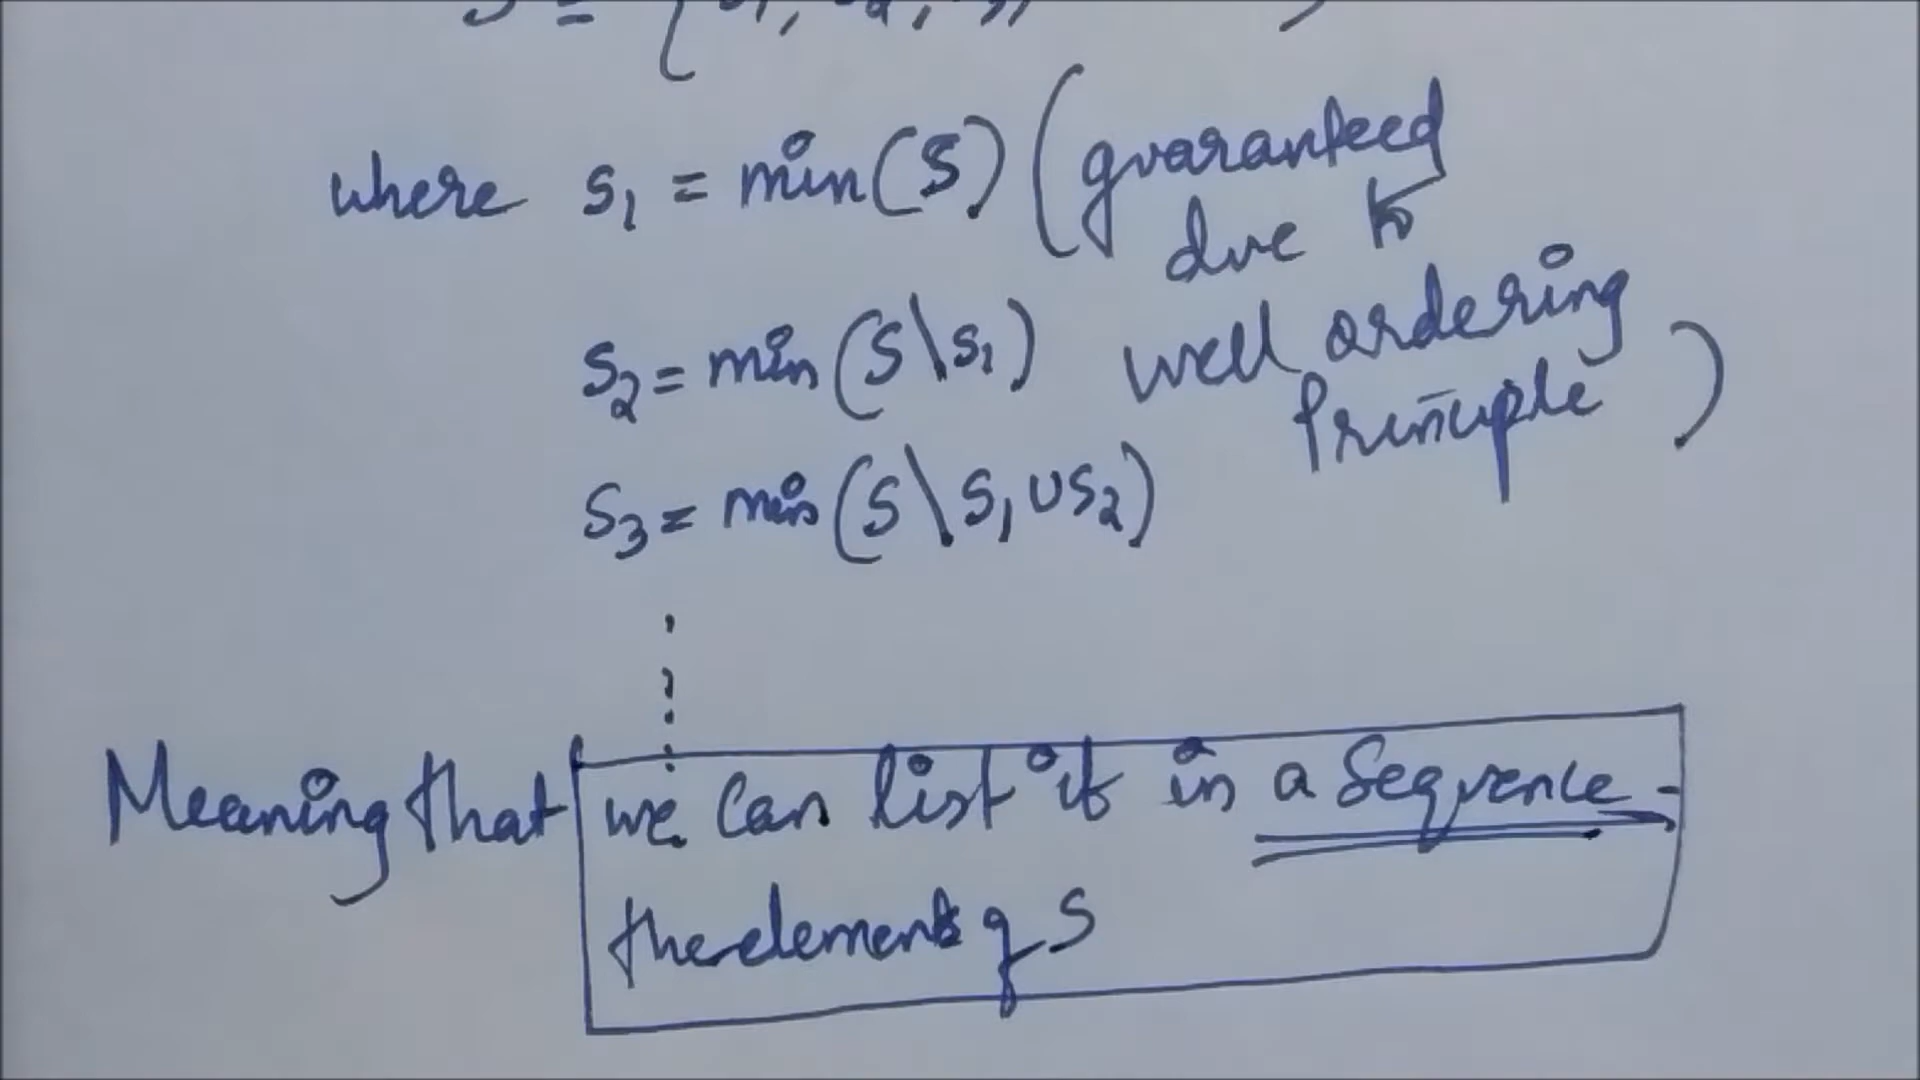 S = {
where s₁ = min(S) (guaranteed
due to
s₂ = min(S\s₁) well ordering
Principle)
s₃ = min(S\s₁∪s₂)
⋮
Meaning that we can list it in a Sequence -
the elements of S